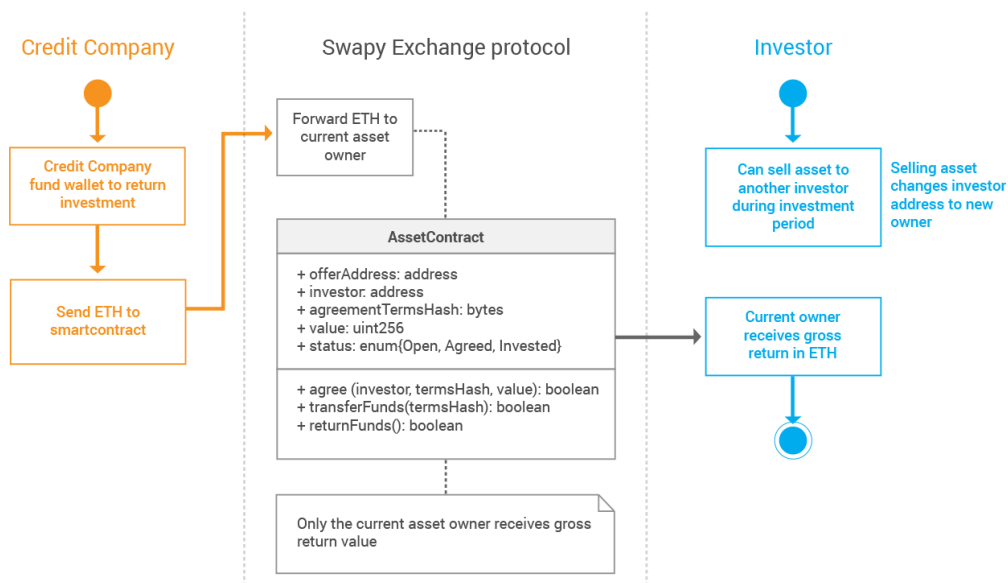 Credit Company
Swapy Exchange protocol
Investor
Credit Company
fund wallet to return
investment
Send ETH to
smartcontract
Forward ETH to
current asset
owner
AssetContract
+ offerAddress: address
+ investor: address
+ agreementTermsHash: bytes
+ value: uint256
+ status: enum{Open, Agreed, Invested}
+ agree (investor, termsHash, value): boolean
+ transferFunds(termsHash): boolean
+ returnFunds(): boolean
Only the current asset owner receives gross
return value
Can sell asset to
another investor
during investment
period
Selling asset
changes investor
address to new
owner
Current owner
receives gross
return in ETH